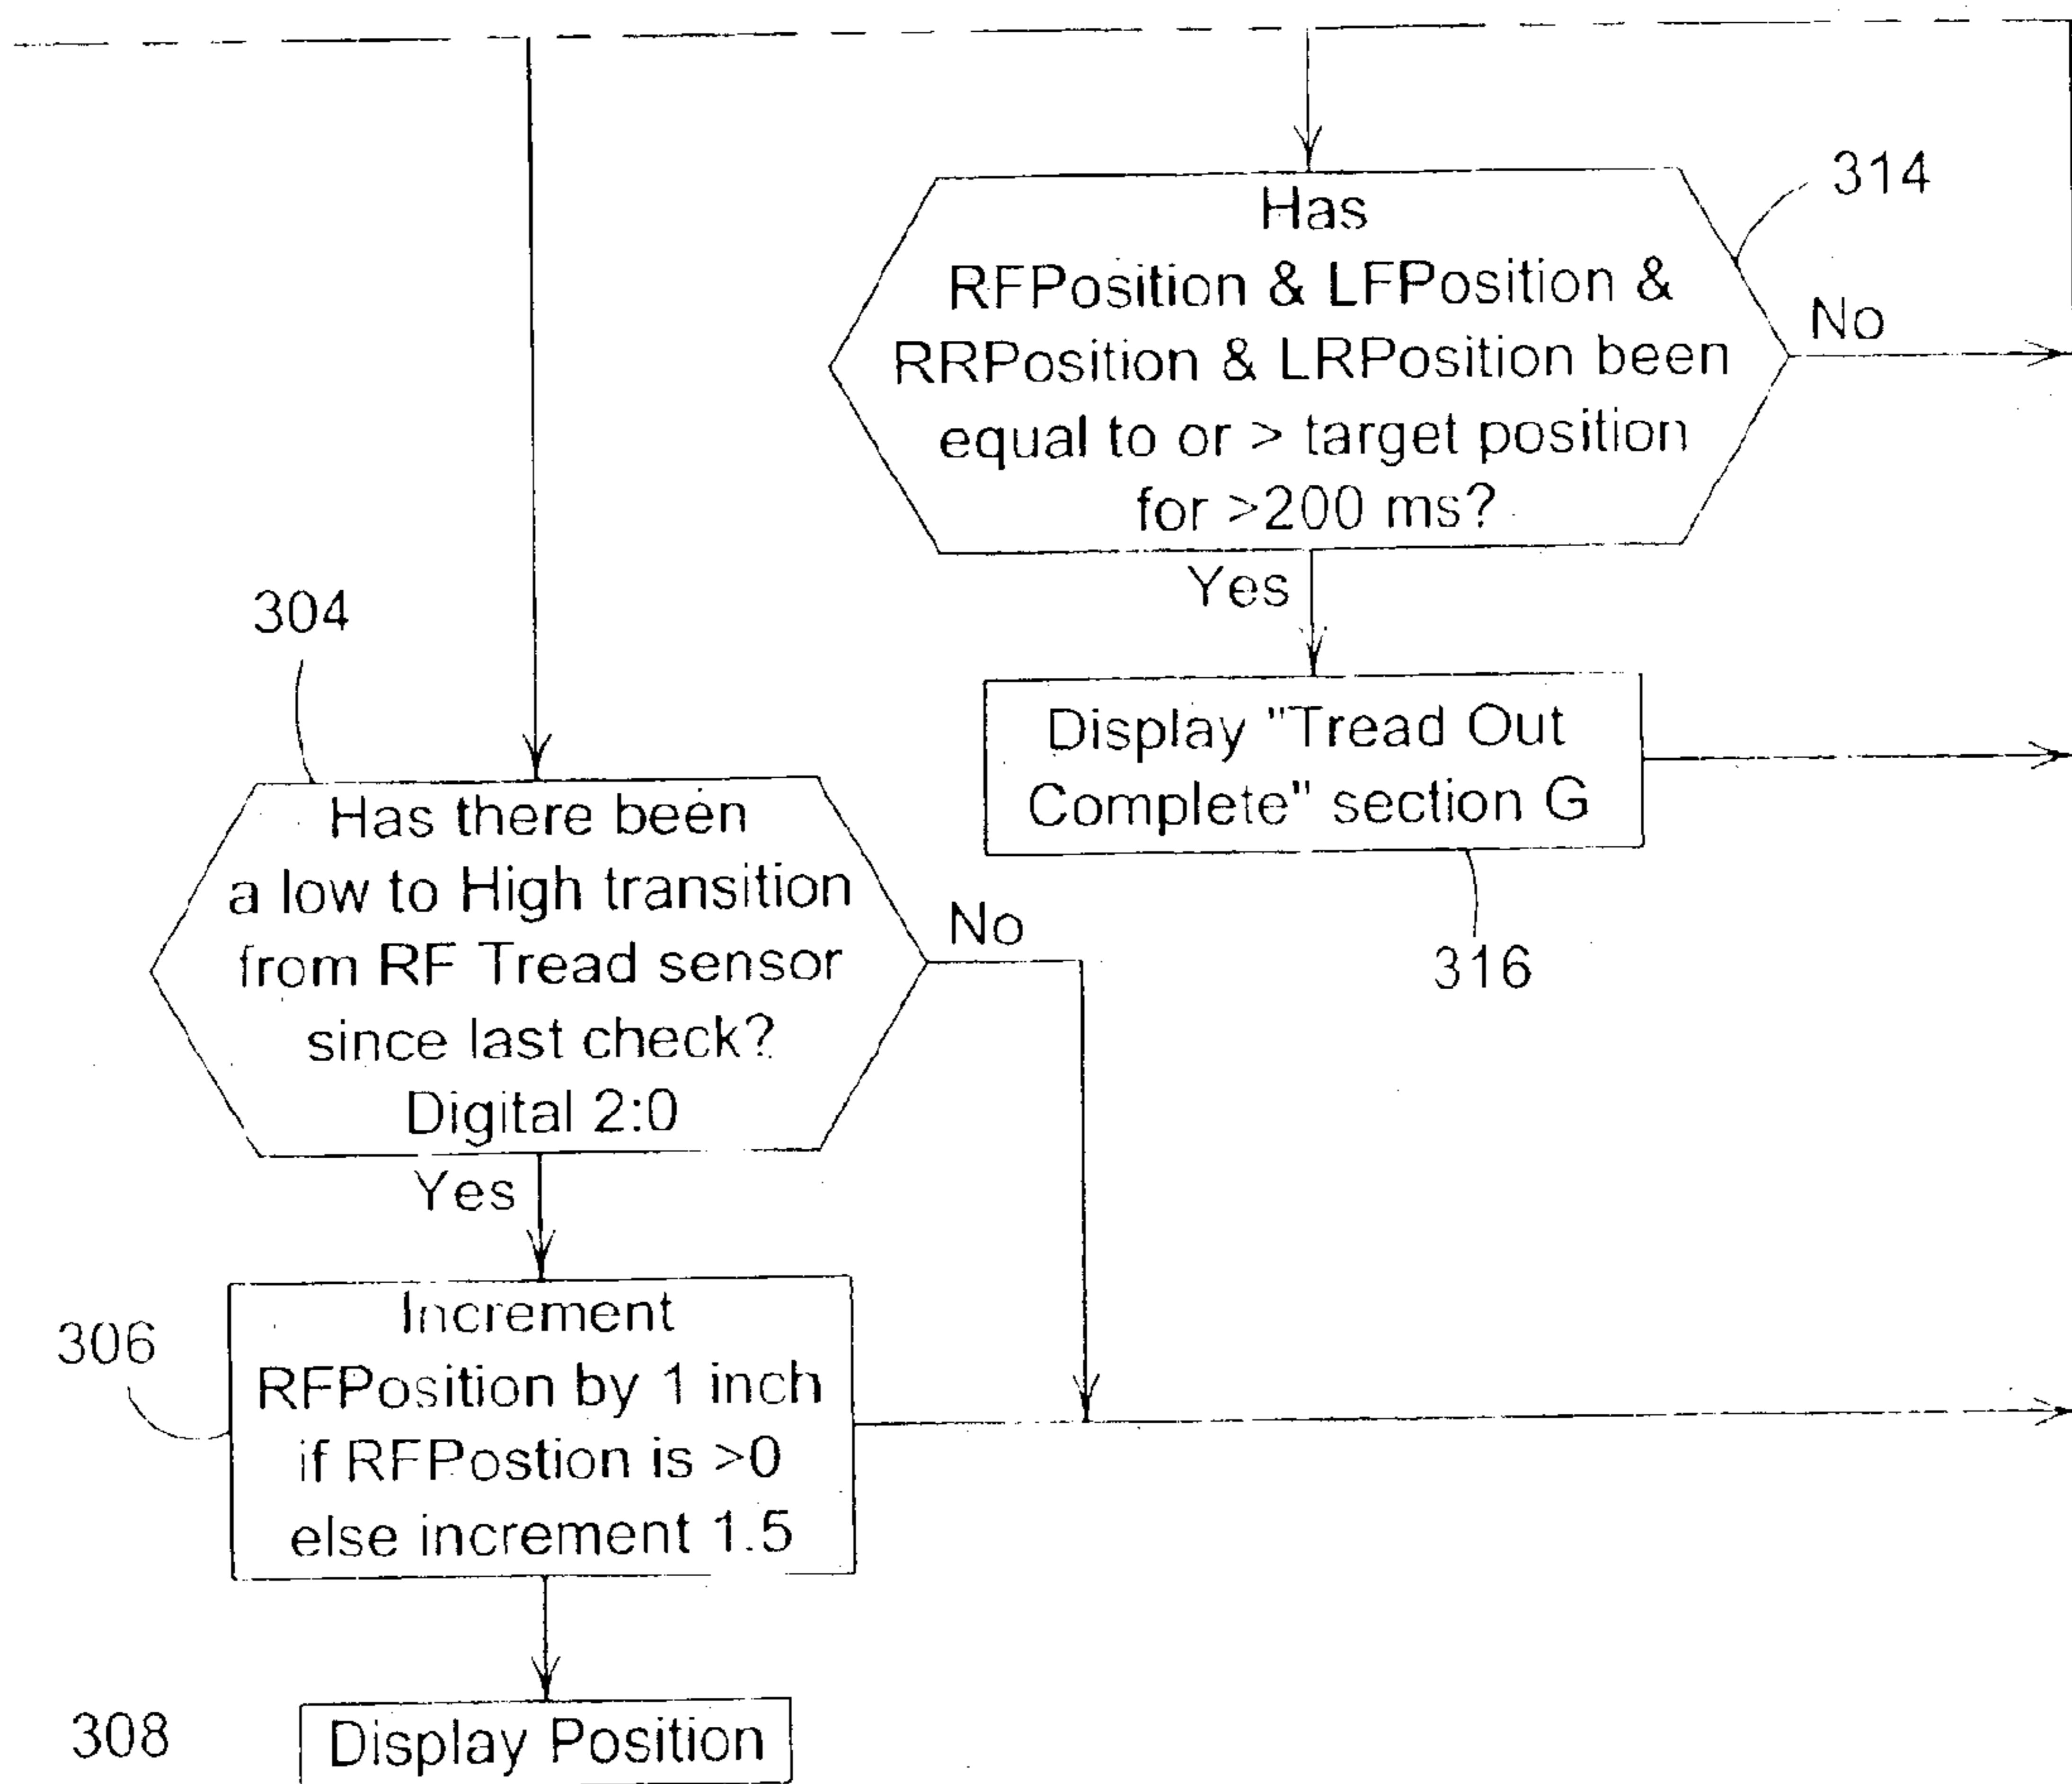 314
Has
RFPosition & LFPosition &
RRPosition & LRPosition been
equal to or > target position
for >200 ms?
No
Yes
Display "Tread Out
Complete" section G
316
304
Has there been
a low to High transition
from RF Tread sensor
since last check?
Digital 2:0
No
Yes
306
Increment
RFPosition by 1 inch
if RFPostion is >0
else increment 1.5
308
Display Position